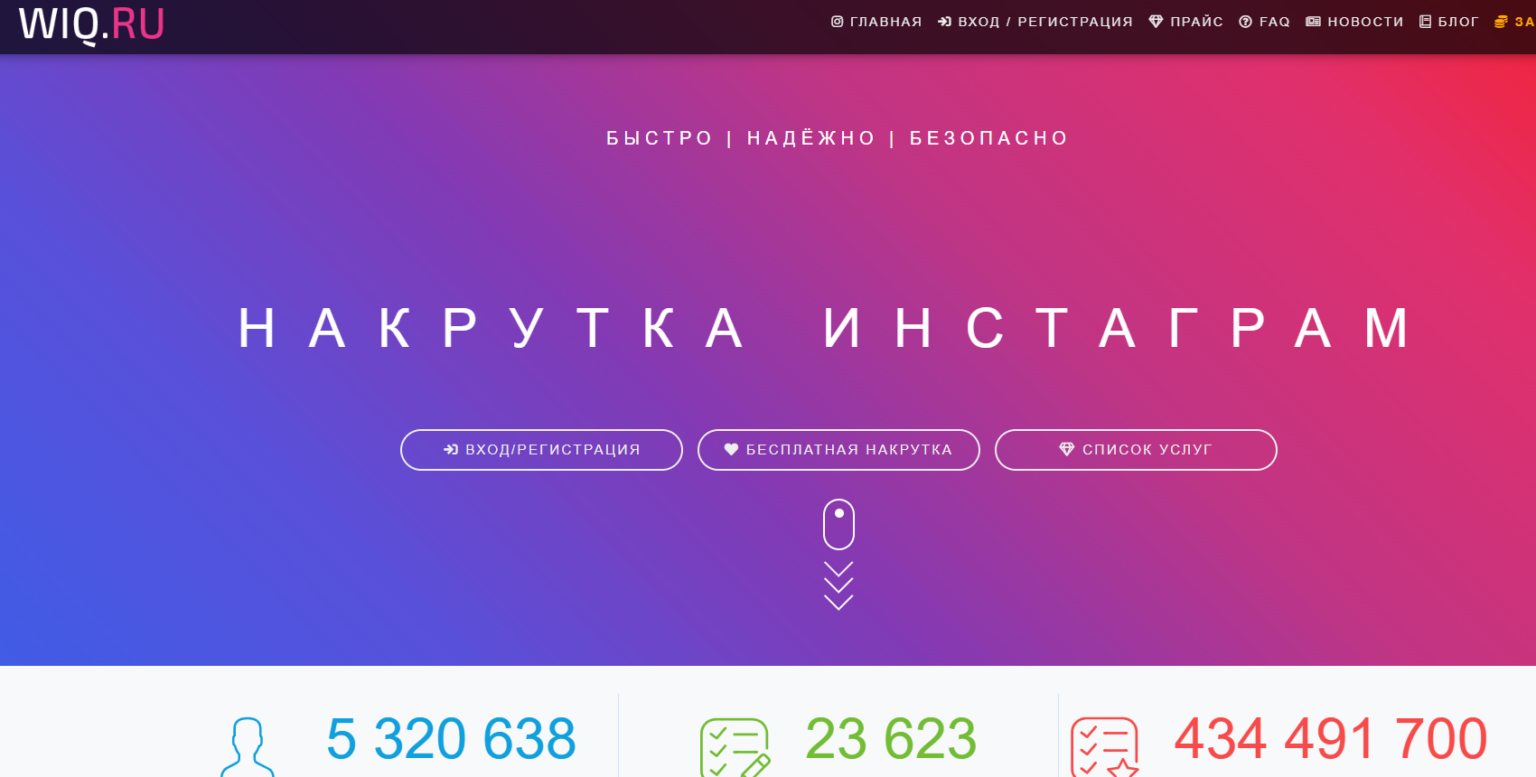 WIQ.RU
ГЛАВНАЯ ВХОД / РЕГИСТРАЦИЯ ПРАЙС FAQ НОВОСТИ БЛОГ
БЫСТРО | НАДЁЖНО | БЕЗОПАСНО
НАКРУТКА ИНСТАГРАМ
ВХОД/РЕГИСТРАЦИЯ БЕСПЛАТНАЯ НАКРУТКА СПИСОК УСЛУГ
5 320 638 23 623 434 491 700